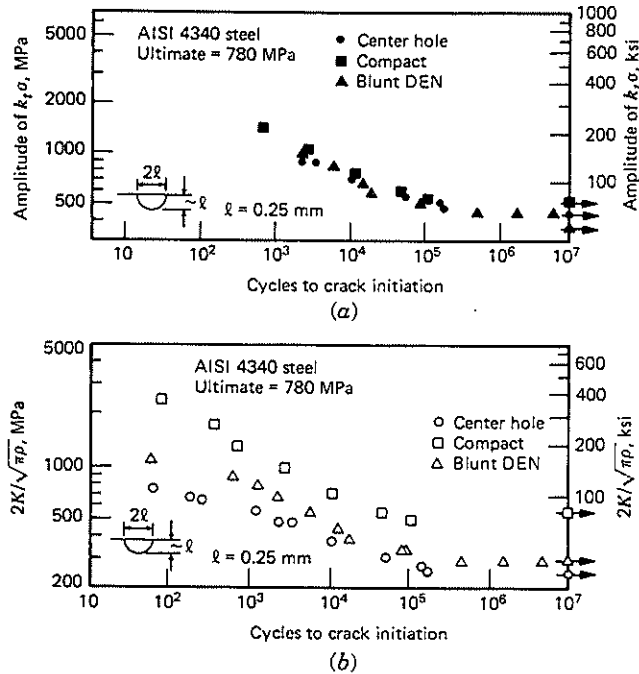 5000
2000
1000
500
Amplitude of kₜσ, MPa
AISI 4340 steel
Ultimate = 780 MPa
Center hole
Compact
Blunt DEN
2ℓ
~ ℓ
ℓ = 0.25 mm
1000
800
600
400
200
100
Amplitude of kₜσ, ksi
10 10² 10³ 10⁴ 10⁵ 10⁶ 10⁷
Cycles to crack initiation
(a)
5000
1000
500
200
2K/√πρ, MPa
AISI 4340 steel
Ultimate = 780 MPa
Center hole
Compact
Blunt DEN
2ℓ
~ ℓ
ℓ = 0.25 mm
600
400
200
100
2K/√πρ, ksi
10 10² 10³ 10⁴ 10⁵ 10⁶ 10⁷
Cycles to crack initiation
(b)